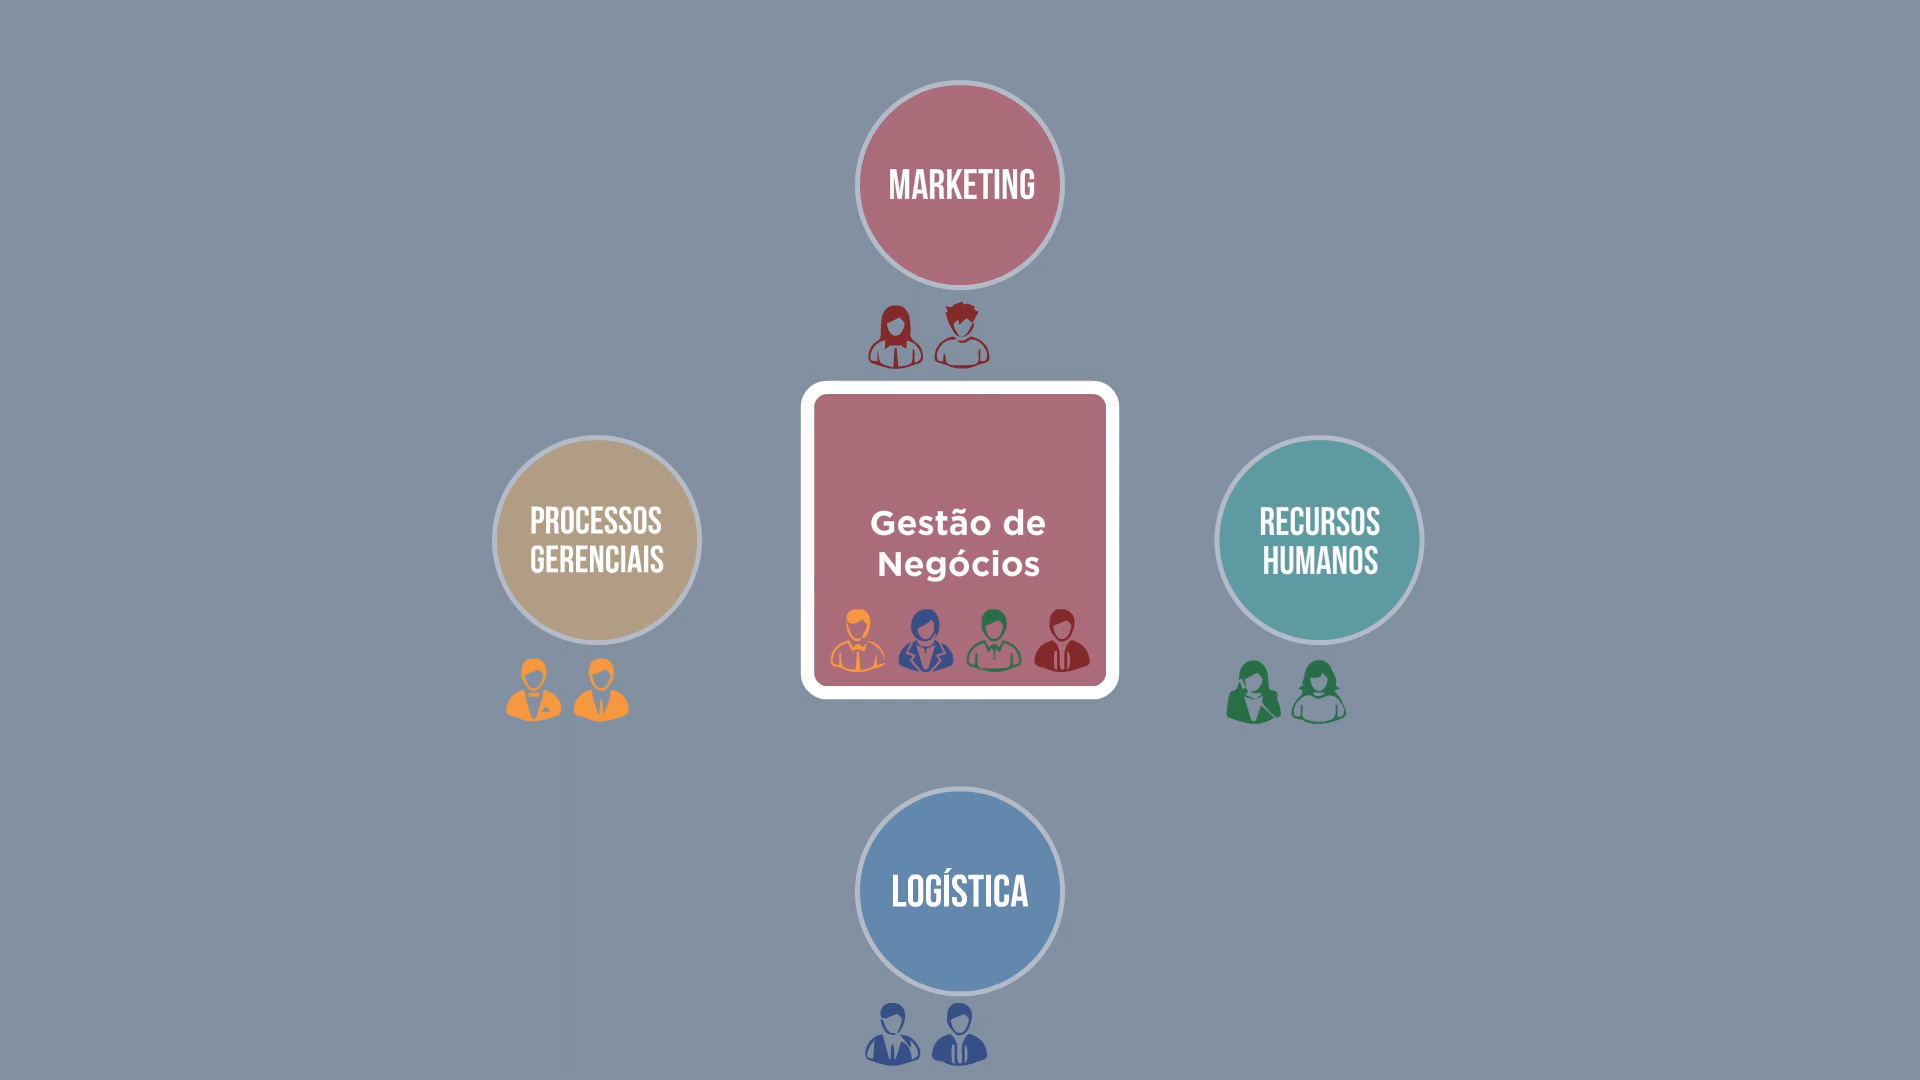 MARKETING
PROCESSOS
GERENCIAIS
Gestão de
Negócios
RECURSOS
HUMANOS
LOGÍSTICA